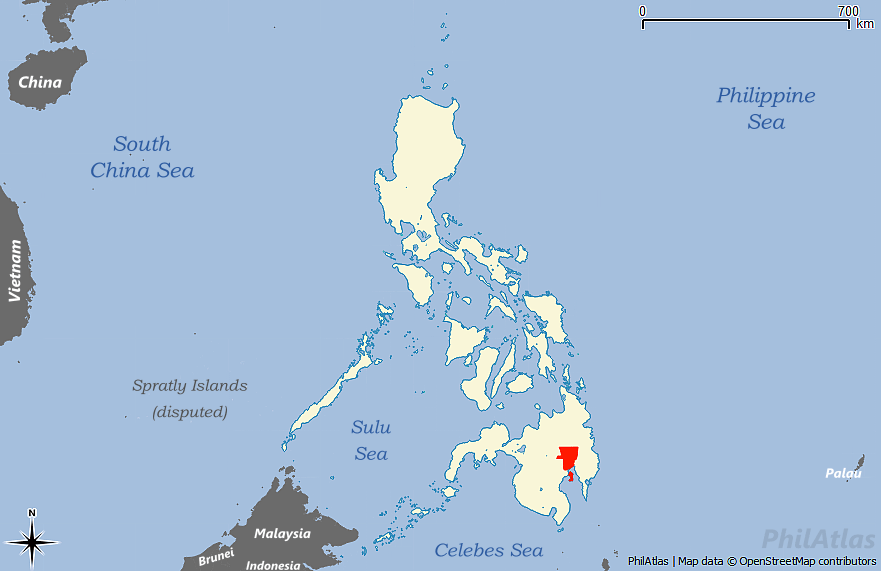 0 700
km
China
Philippine
Sea
South
China Sea
Vietnam
Spratly Islands
(disputed)
Sulu
Sea
Palau
N
Malaysia
Brunei
Indonesia
Celebes Sea
PhilAtlas
PhilAtlas | Map data © OpenStreetMap contributors